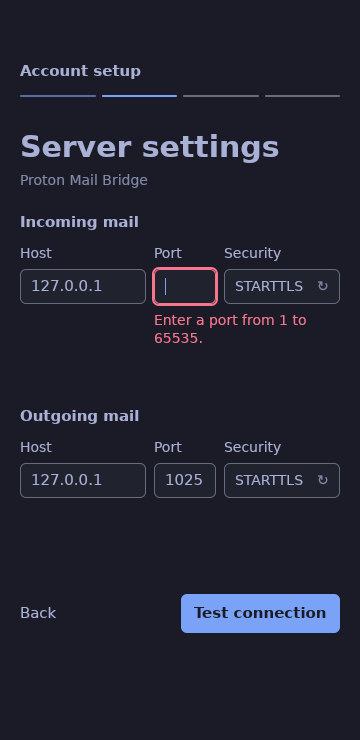 Account setup
Server settings
Proton Mail Bridge
Incoming mail
Host Port Security
127.0.0.1 STARTTLS ↻
Enter a port from 1 to
65535.
Outgoing mail
Host Port Security
127.0.0.1 1025 STARTTLS ↻
Back Test connection